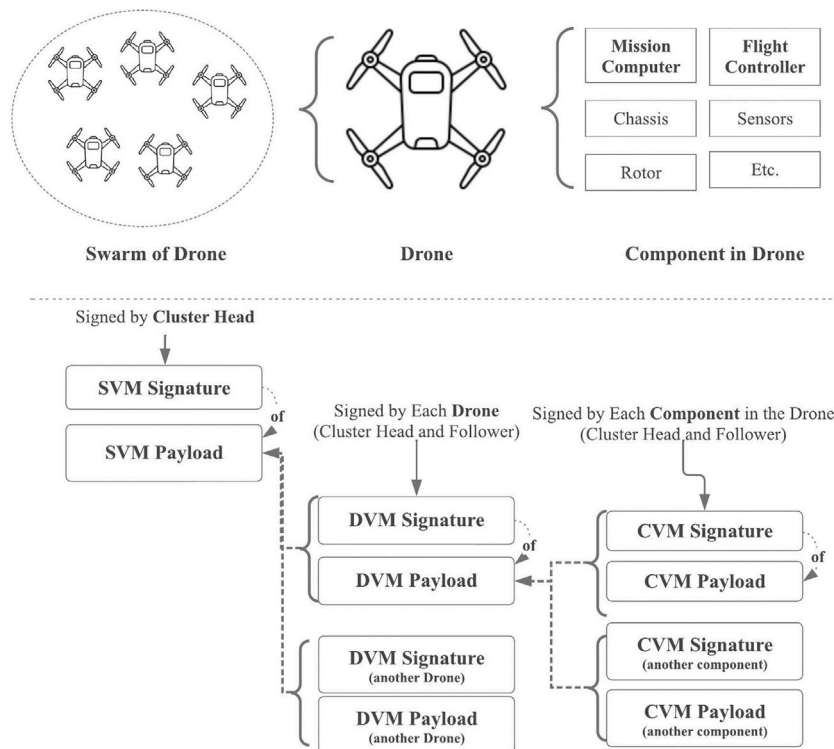 Mission
Computer
Flight
Controller
Chassis
Sensors
Rotor
Etc.
Swarm of Drone
Drone
Component in Drone
Signed by Cluster Head
SVM Signature
of
SVM Payload
Signed by Each Drone
(Cluster Head and Follower)
DVM Signature
of
DVM Payload
DVM Signature
(another Drone)
DVM Payload
(another Drone)
Signed by Each Component in the Drone
(Cluster Head and Follower)
CVM Signature
of
CVM Payload
CVM Signature
(another component)
CVM Payload
(another component)